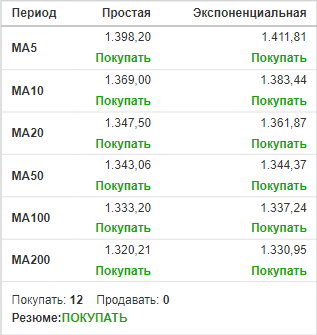 Период Простая Экспоненциальная
MA5 1.398,20 1.411,81
Покупать Покупать
MA10 1.369,00 1.383,44
Покупать Покупать
MA20 1.347,50 1.361,87
Покупать Покупать
MA50 1.343,06 1.344,37
Покупать Покупать
MA100 1.333,20 1.337,24
Покупать Покупать
MA200 1.320,21 1.330,95
Покупать Покупать
Покупать: 12 Продавать: 0
Резюме:ПОКУПАТЬ